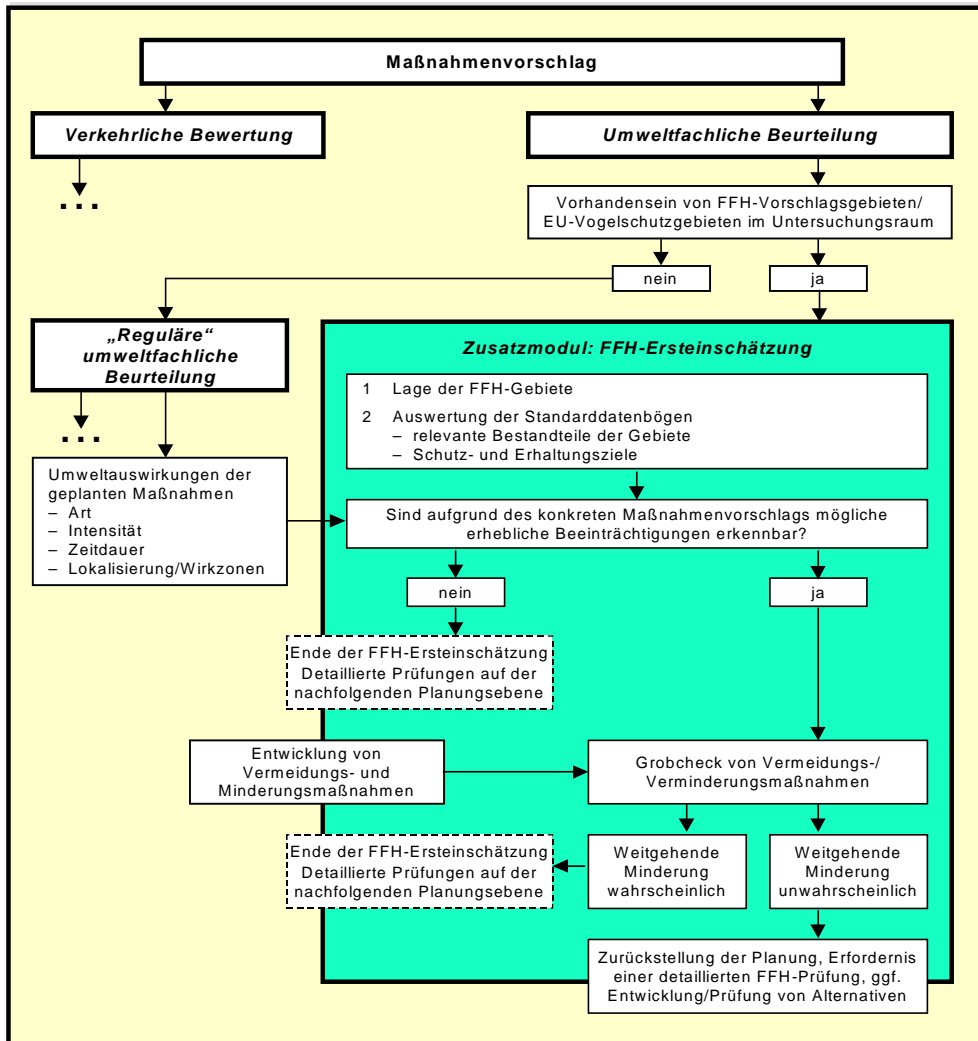 Maßnahmenvorschlag
Verkehrliche Bewertung
Umweltfachliche Beurteilung
...
Vorhandensein von FFH-Vorschlagsgebieten/
EU-Vogelschutzgebieten im Untersuchungsraum
nein
ja
„Reguläre“
umweltfachliche
Beurteilung
...
Umweltauswirkungen der
geplanten Maßnahmen
– Art
– Intensität
– Zeitdauer
– Lokalisierung/Wirkzonen
Zusatzmodul: FFH-Ersteinschätzung
1 Lage der FFH-Gebiete
2 Auswertung der Standarddatenbögen
– relevante Bestandteile der Gebiete
– Schutz- und Erhaltungsziele
Sind aufgrund des konkreten Maßnahmenvorschlags mögliche
erhebliche Beeinträchtigungen erkennbar?
nein
ja
Ende der FFH-Ersteinschätzung
Detaillierte Prüfungen auf der
nachfolgenden Planungsebene
Entwicklung von
Vermeidungs- und
Minderungsmaßnahmen
Grobcheck von Vermeidungs-/
Verminderungsmaßnahmen
Ende der FFH-Ersteinschätzung
Detaillierte Prüfungen auf der
nachfolgenden Planungsebene
Weitgehende
Minderung
wahrscheinlich
Weitgehende
Minderung
unwahrscheinlich
Zurückstellung der Planung, Erfordernis
einer detaillierten FFH-Prüfung, ggf.
Entwicklung/Prüfung von Alternativen